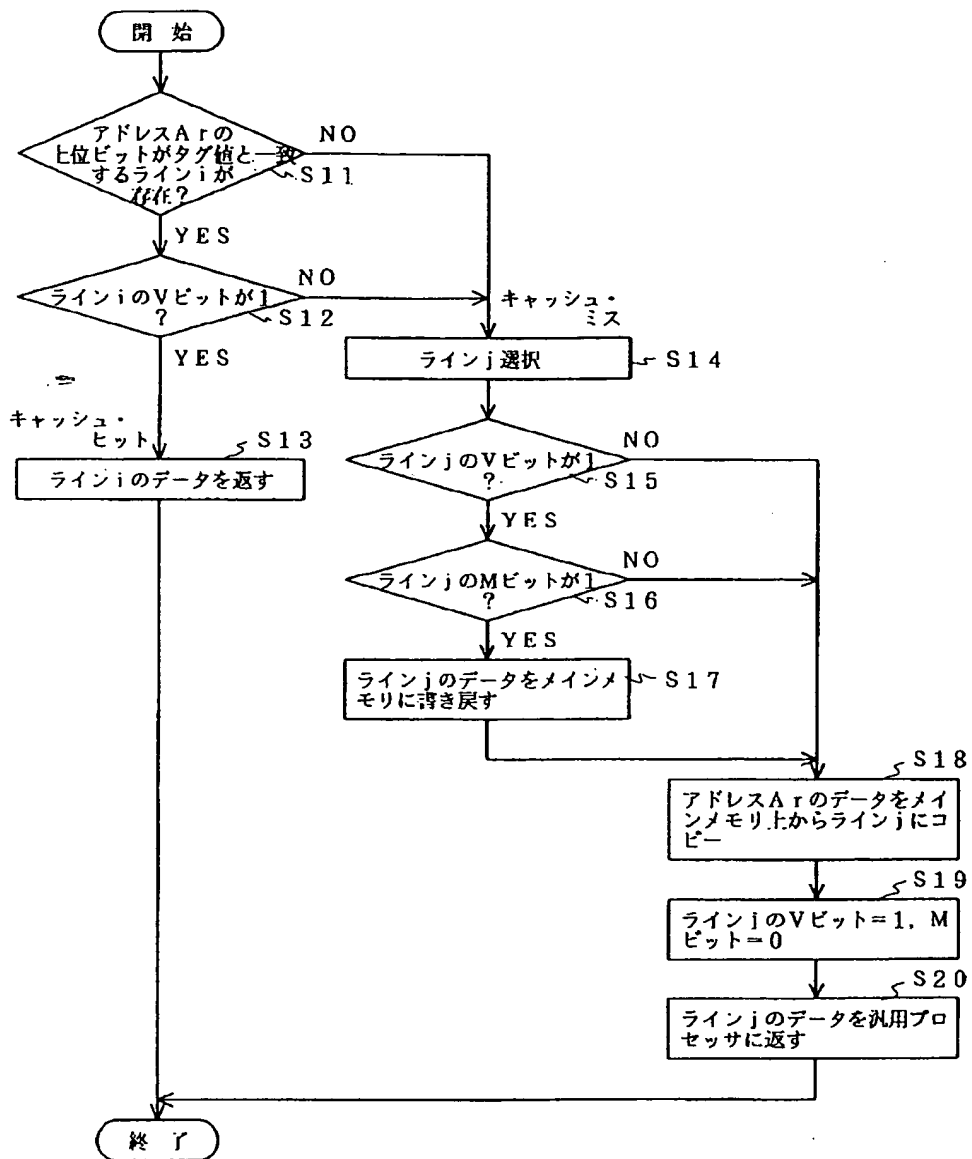 開 始
アドレスArの
上位ビットがタグ値と一致
するラインiが
存在?
NO
S11
YES
ラインiのVビットが1
?
NO
S12
YES
キャッシュ・
ミス
ラインj選択
S14
キャッシュ・
ヒット
S13
ラインiのデータを返す
ラインjのVビットが1
?
NO
S15
YES
ラインjのMビットが1
?
NO
S16
YES
ラインjのデータをメインメ
モリに書き戻す
S17
S18
アドレスArのデータをメイ
ンメモリ上からラインjにコ
ピー
S19
ラインjのVビット=1, M
ビット=0
S20
ラインjのデータを汎用プロ
セッサに返す
終 了